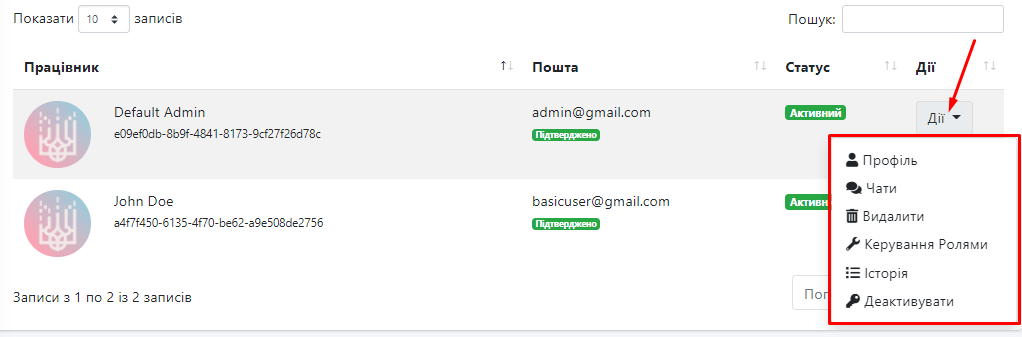 Показати 10 записів
Пошук:
Працівник Пошта Статус Дії
Default Admin admin@gmail.com Активний
e09ef0db-8b9f-4841-8173-9cf27f26d78c Підтверджено
Дії
Профіль
Чати
Видалити
Керування Ролями
Історія
Деактивувати
John Doe basicuser@gmail.com
a4f7f450-6135-4f70-be62-a9e508de2756 Підтверджено
Записи з 1 по 2 із 2 записів